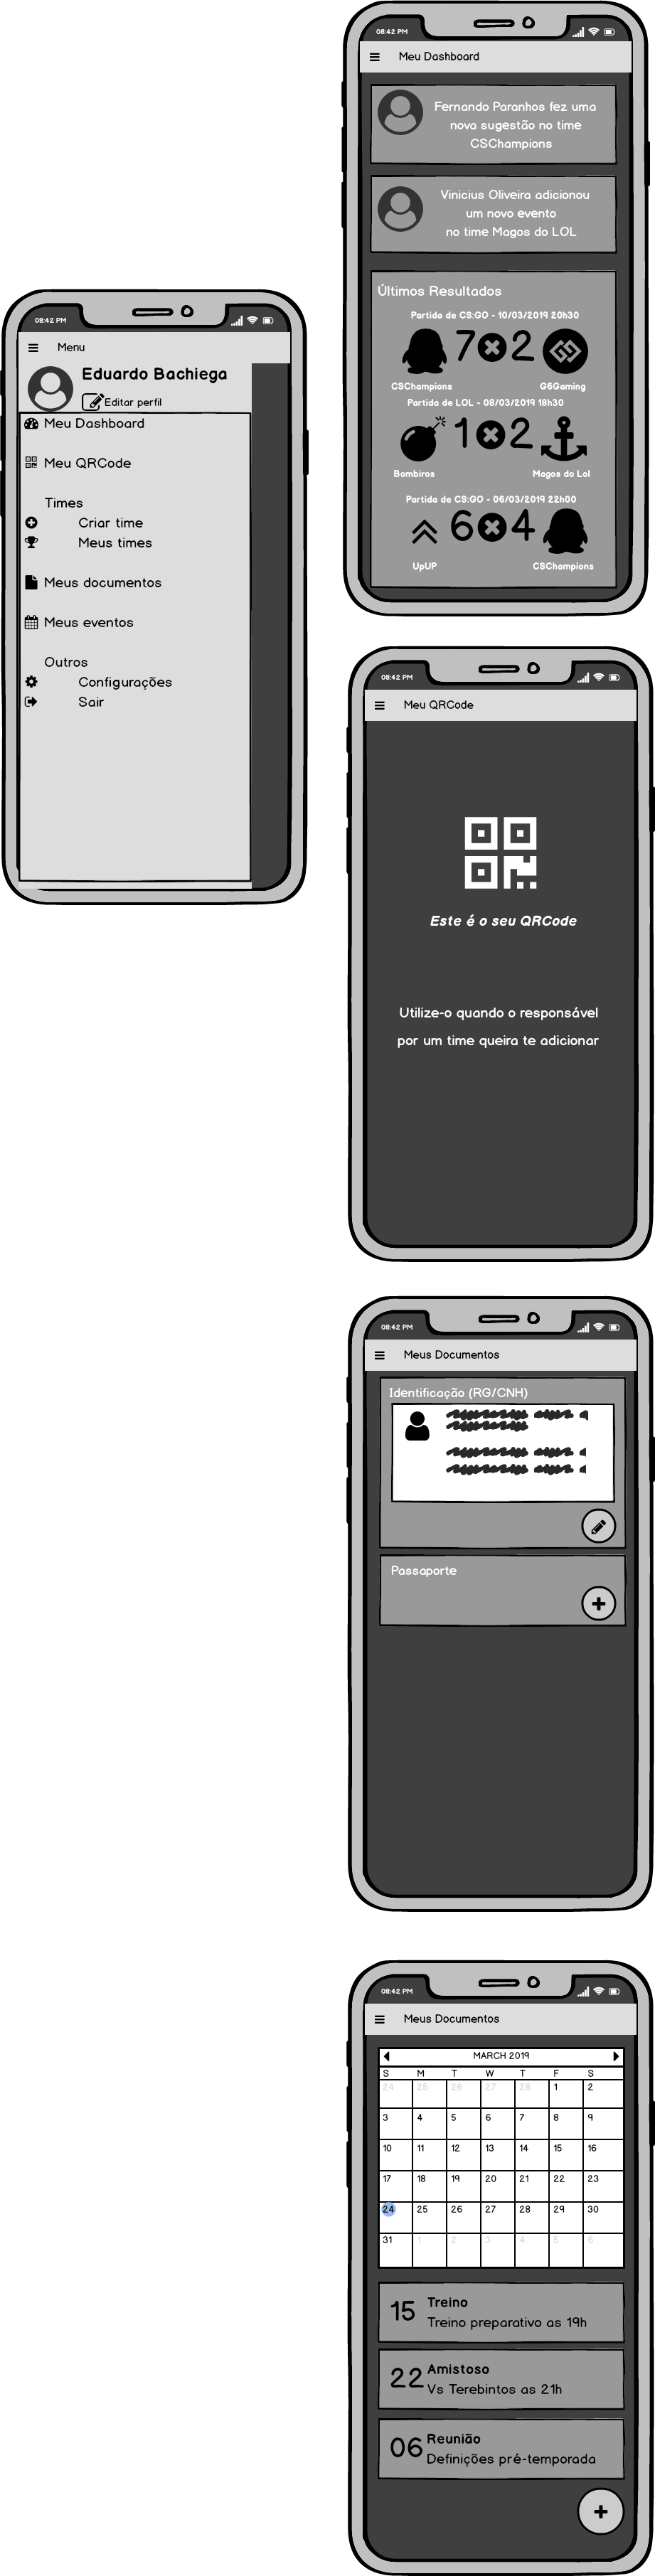 08:42 PM
Meu Dashboard
Fernando Paranhos fez uma
nova sugestão no time
CSChampions
Vinicius Oliveira adicionou
um novo evento
no time Magos do LOL
Últimos Resultados
Partida de CS:GO - 10/03/2019 20h30
7 2
CSChampions G6Gaming
Partida de LOL - 08/03/2019 18h30
1 2
Bombiros Magos do Lol
Partida de CS:GO - 06/03/2019 22h00
6 4
UpUP CSChampions
08:42 PM
Menu
Eduardo Bachiega
Editar perfil
Meu Dashboard
Meu QRCode
Times
Criar time
Meus times
Meus documentos
Meus eventos
Outros
Configurações
Sair
08:42 PM
Meu QRCode
Este é o seu QRCode
Utilize-o quando o responsável
por um time queira te adicionar
08:42 PM
Meus Documentos
Identificação (RG/CNH)
Passaporte
08:42 PM
Meus Documentos
MARCH 2019
S M T W T F S
24 25 26 27 28 1 2
3 4 5 6 7 8 9
10 11 12 13 14 15 16
17 18 19 20 21 22 23
24 25 26 27 28 29 30
31 1 2 3 4 5 6
15 Treino
Treino preparativo as 19h
22 Amistoso
Vs Terebintos as 21h
06 Reunião
Definições pré-temporada